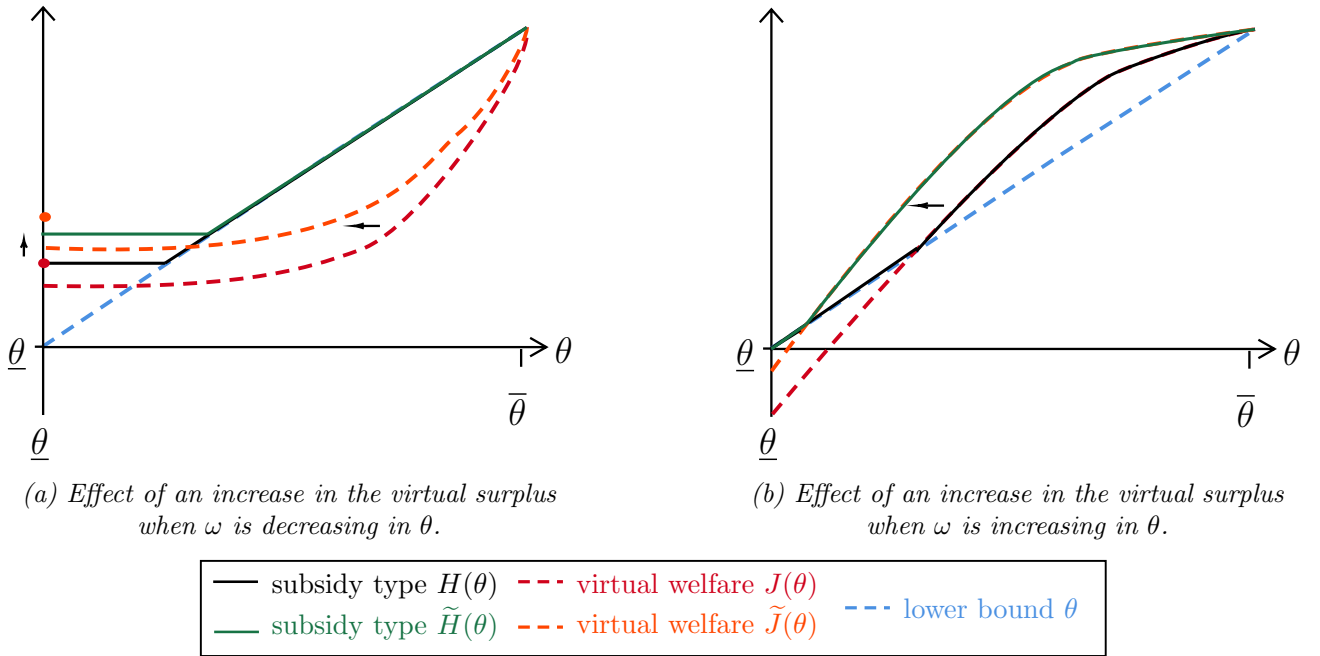 θ
θ
θ
θ
θ
θ
θ
θ
(a) Effect of an increase in the virtual surplus
when ω is decreasing in θ.
(b) Effect of an increase in the virtual surplus
when ω is increasing in θ.
subsidy type H(θ)
virtual welfare J(θ)
lower bound θ
subsidy type H̃(θ)
virtual welfare J̃(θ)